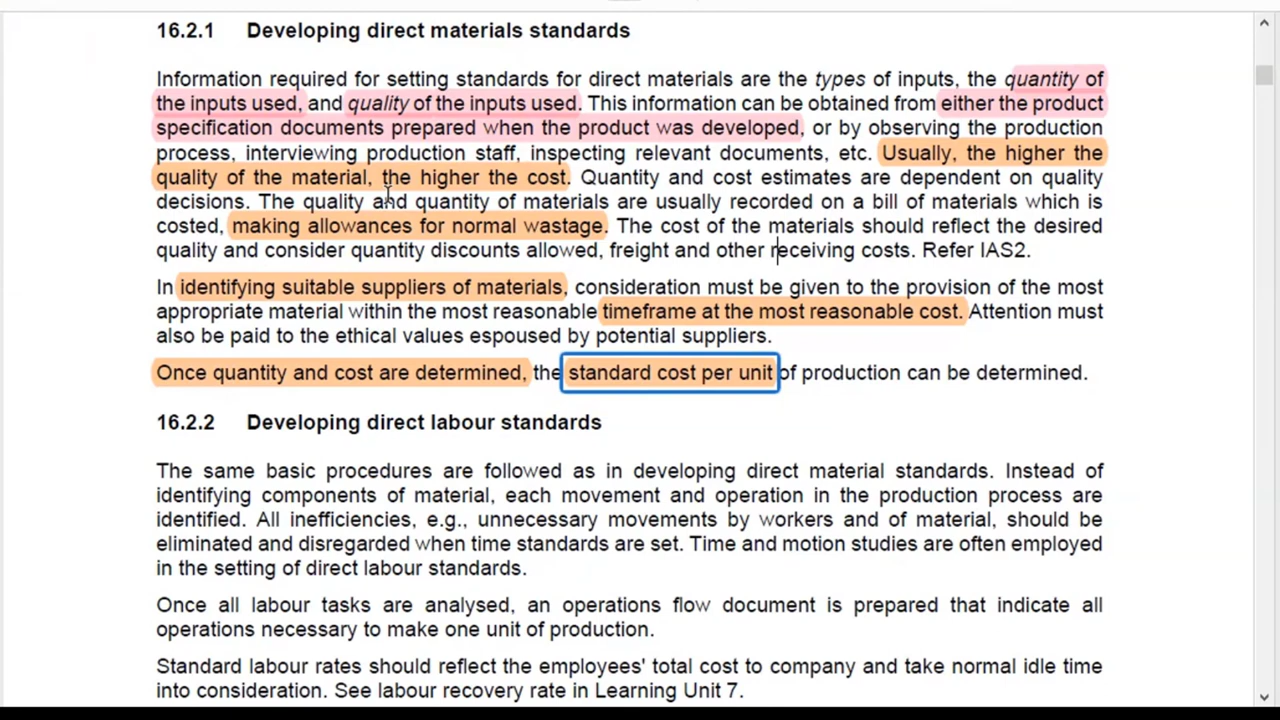 16.2.1 Developing direct materials standards
Information required for setting standards for direct materials are the types of inputs, the quantity of
the inputs used, and quality of the inputs used. This information can be obtained from either the product
specification documents prepared when the product was developed, or by observing the production
process, interviewing production staff, inspecting relevant documents, etc. Usually, the higher the
quality of the material, the higher the cost. Quantity and cost estimates are dependent on quality
decisions. The quality and quantity of materials are usually recorded on a bill of materials which is
costed, making allowances for normal wastage. The cost of the materials should reflect the desired
quality and consider quantity discounts allowed, freight and other receiving costs. Refer IAS2.
In identifying suitable suppliers of materials, consideration must be given to the provision of the most
appropriate material within the most reasonable timeframe at the most reasonable cost. Attention must
also be paid to the ethical values espoused by potential suppliers.
Once quantity and cost are determined, the standard cost per unit of production can be determined.
16.2.2 Developing direct labour standards
The same basic procedures are followed as in developing direct material standards. Instead of
identifying components of material, each movement and operation in the production process are
identified. All inefficiencies, e.g., unnecessary movements by workers and of material, should be
eliminated and disregarded when time standards are set. Time and motion studies are often employed
in the setting of direct labour standards.
Once all labour tasks are analysed, an operations flow document is prepared that indicate all
operations necessary to make one unit of production.
Standard labour rates should reflect the employees' total cost to company and take normal idle time
into consideration. See labour recovery rate in Learning Unit 7.